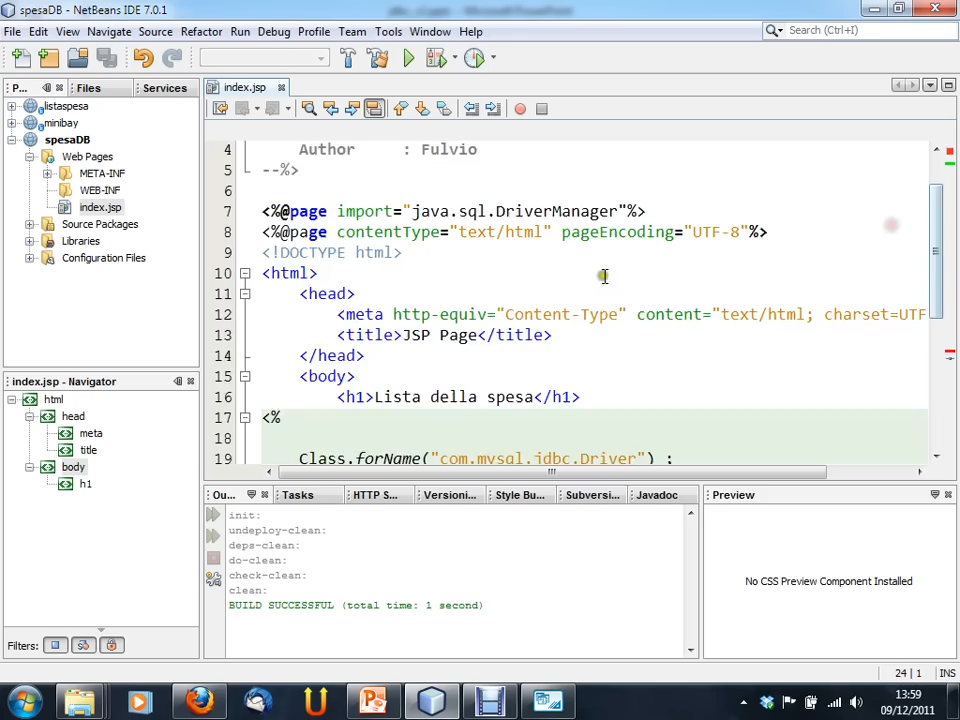 spesaDB - NetBeans IDE 7.0.1
File Edit View Navigate Source Refactor Run Debug Profile Team Tools Window Help
Search (Ctrl+I)
P... Files Services
index.jsp
listaspesa
minibay
spesaDB
Web Pages
META-INF
WEB-INF
index.jsp
Source Packages
Libraries
Configuration Files
4 Author : Fulvio
5 --%>
6
7 <%@page import="java.sql.DriverManager"%>
8 <%@page contentType="text/html" pageEncoding="UTF-8"%>
9 <!DOCTYPE html>
10 <html>
11 <head>
12 <meta http-equiv="Content-Type" content="text/html; charset=UTF
13 <title>JSP Page</title>
14 </head>
15 <body>
16 <h1>Lista della spesa</h1>
17 <%
18
19 Class.forName("com.mysql.jdbc.Driver") ;
index.jsp - Navigator
html
head
meta
title
body
h1
Filters:
Ou... Tasks HTTP S... Versioni... Style Bu... Subversi... Javadoc
init:
undeploy-clean:
deps-clean:
do-clean:
check-clean:
clean:
BUILD SUCCESSFUL (total time: 1 second)
Preview
No CSS Preview Component Installed
24 | 1 INS
13:59
09/12/2011